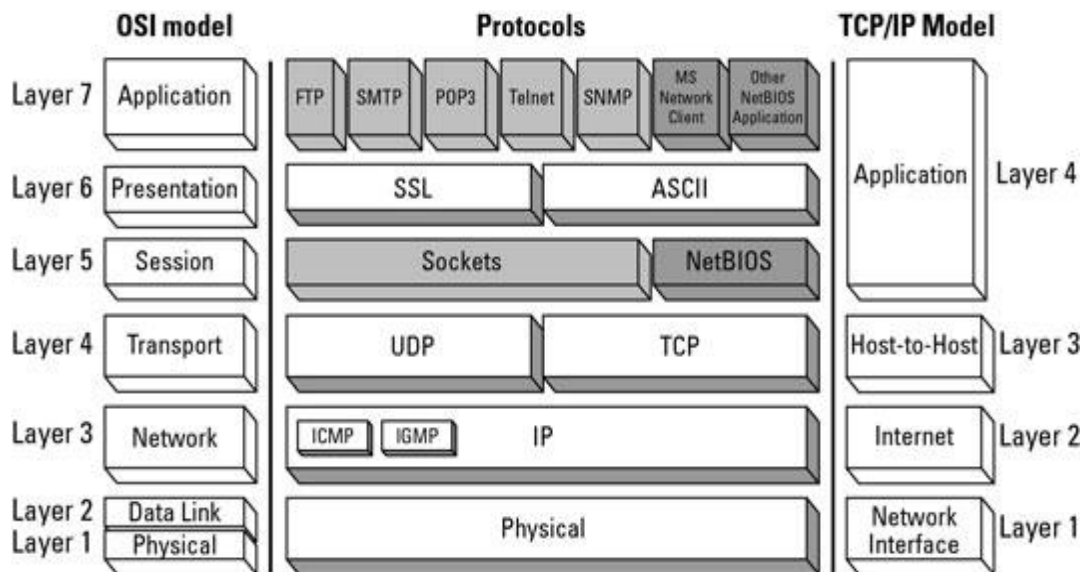 OSI model Protocols TCP/IP Model
Layer 7 Application FTP SMTP POP3 Telnet SNMP MS Network Client Other NetBIOS Application
Layer 6 Presentation SSL ASCII Application Layer 4
Layer 5 Session Sockets NetBIOS
Layer 4 Transport UDP TCP Host-to-Host Layer 3
Layer 3 Network ICMP IGMP IP Internet Layer 2
Layer 2 Data Link
Layer 1 Physical Physical Network Interface Layer 1